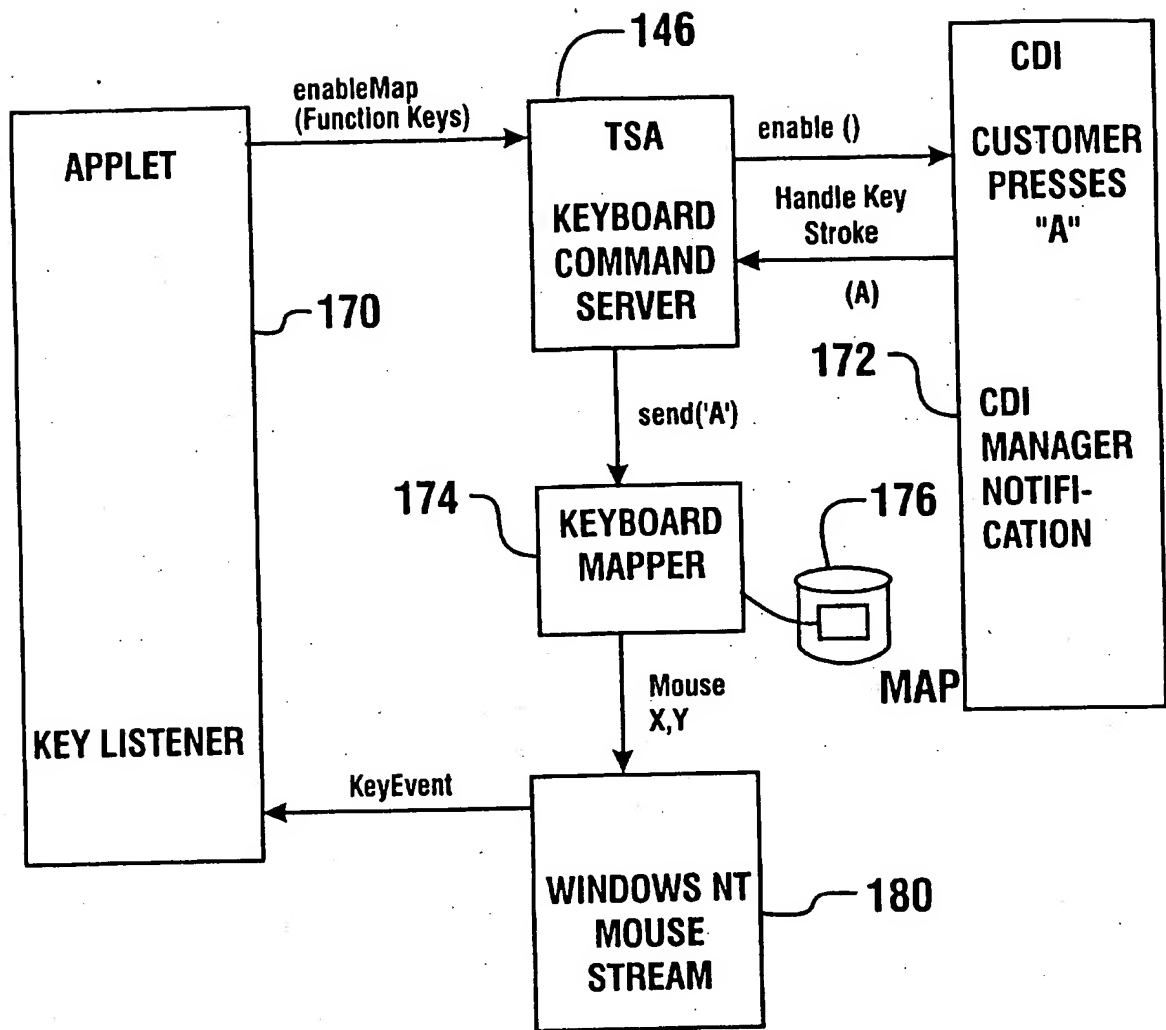 146
enableMap
(Function Keys)
APPLET
170
KEY LISTENER
TSA
KEYBOARD
COMMAND
SERVER
enable ()
Handle Key
Stroke
(A)
CDI
CUSTOMER
PRESSES
"A"
172
CDI
MANAGER
NOTIFI-
CATION
send('A')
174
KEYBOARD
MAPPER
176
MAP
Mouse
X,Y
KeyEvent
WINDOWS NT
MOUSE
STREAM
180